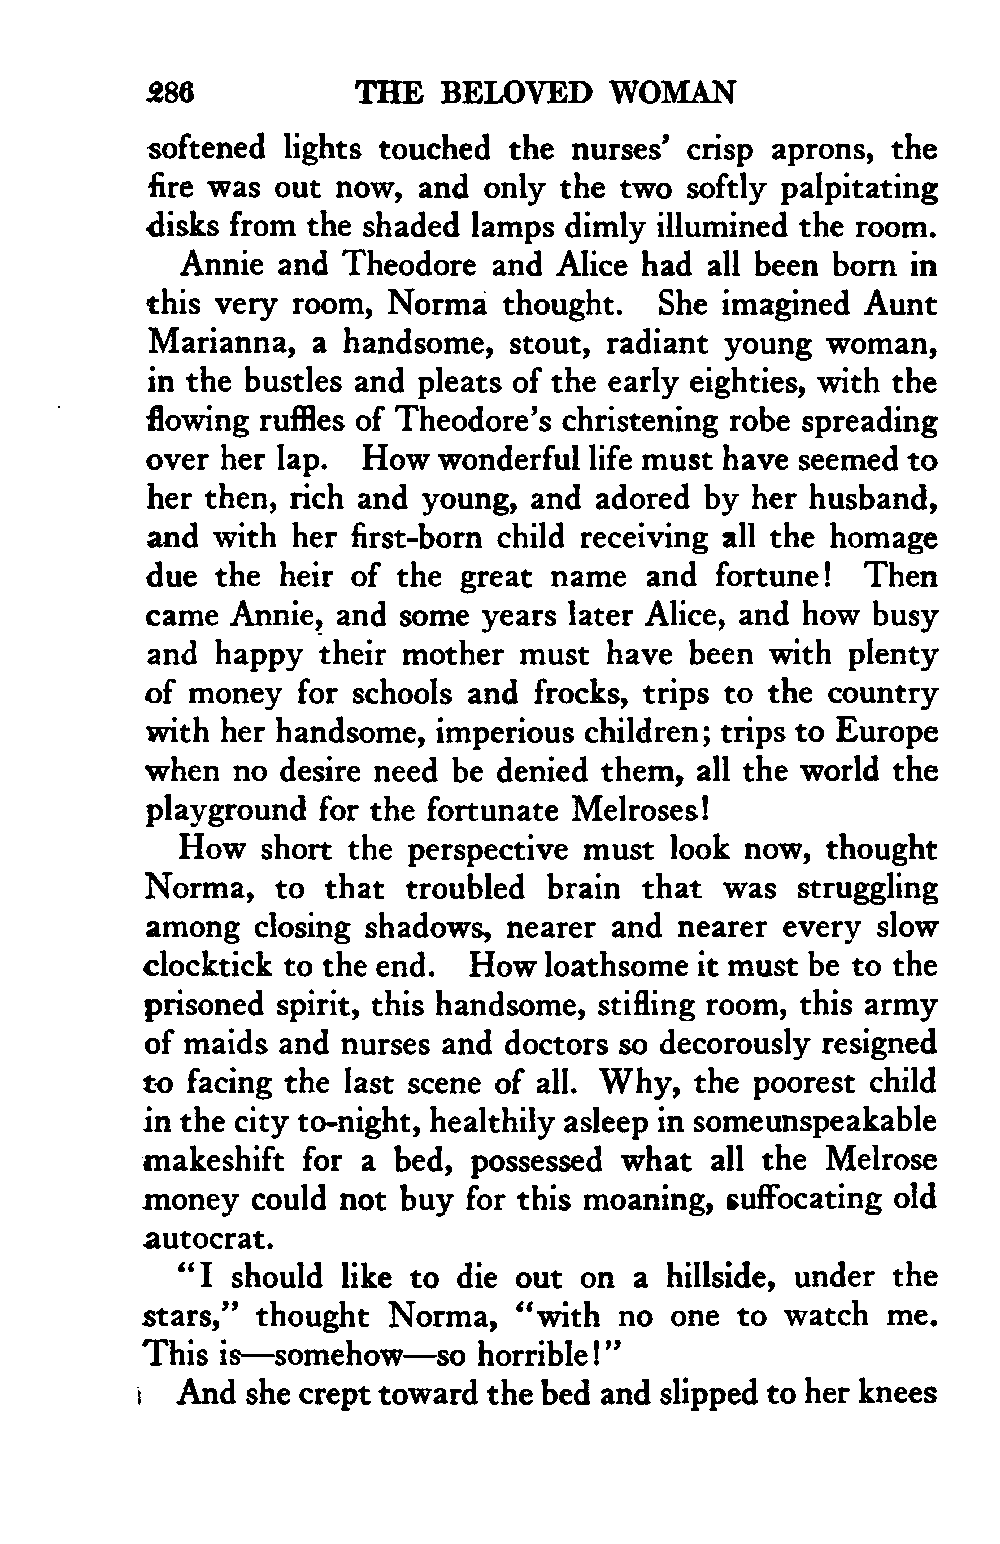 286 THE BELOVED WOMAN
softened lights touched the nurses' crisp aprons, the
fire was out now, and only the two softly palpitating
disks from the shaded lamps dimly illumined the room.
Annie and Theodore and Alice had all been born in
this very room, Norma thought. She imagined Aunt
Marianna, a handsome, stout, radiant young woman,
in the bustles and pleats of the early eighties, with the
flowing ruffles of Theodore's christening robe spreading
over her lap. How wonderful life must have seemed to
her then, rich and young, and adored by her husband,
and with her first-born child receiving all the homage
due the heir of the great name and fortune! Then
came Annie, and some years later Alice, and how busy
and happy their mother must have been with plenty
of money for schools and frocks, trips to the country
with her handsome, imperious children; trips to Europe
when no desire need be denied them, all the world the
playground for the fortunate Melroses!
How short the perspective must look now, thought
Norma, to that troubled brain that was struggling
among closing shadows, nearer and nearer every slow
clocktick to the end. How loathsome it must be to the
prisoned spirit, this handsome, stifling room, this army
of maids and nurses and doctors so decorously resigned
to facing the last scene of all. Why, the poorest child
in the city to-night, healthily asleep in some unspeakable
makeshift for a bed, possessed what all the Melrose
money could not buy for this moaning, suffocating old
autocrat.
"I should like to die out on a hillside, under the
stars," thought Norma, "with no one to watch me.
This is—somehow—so horrible!"
And she crept toward the bed and slipped to her knees